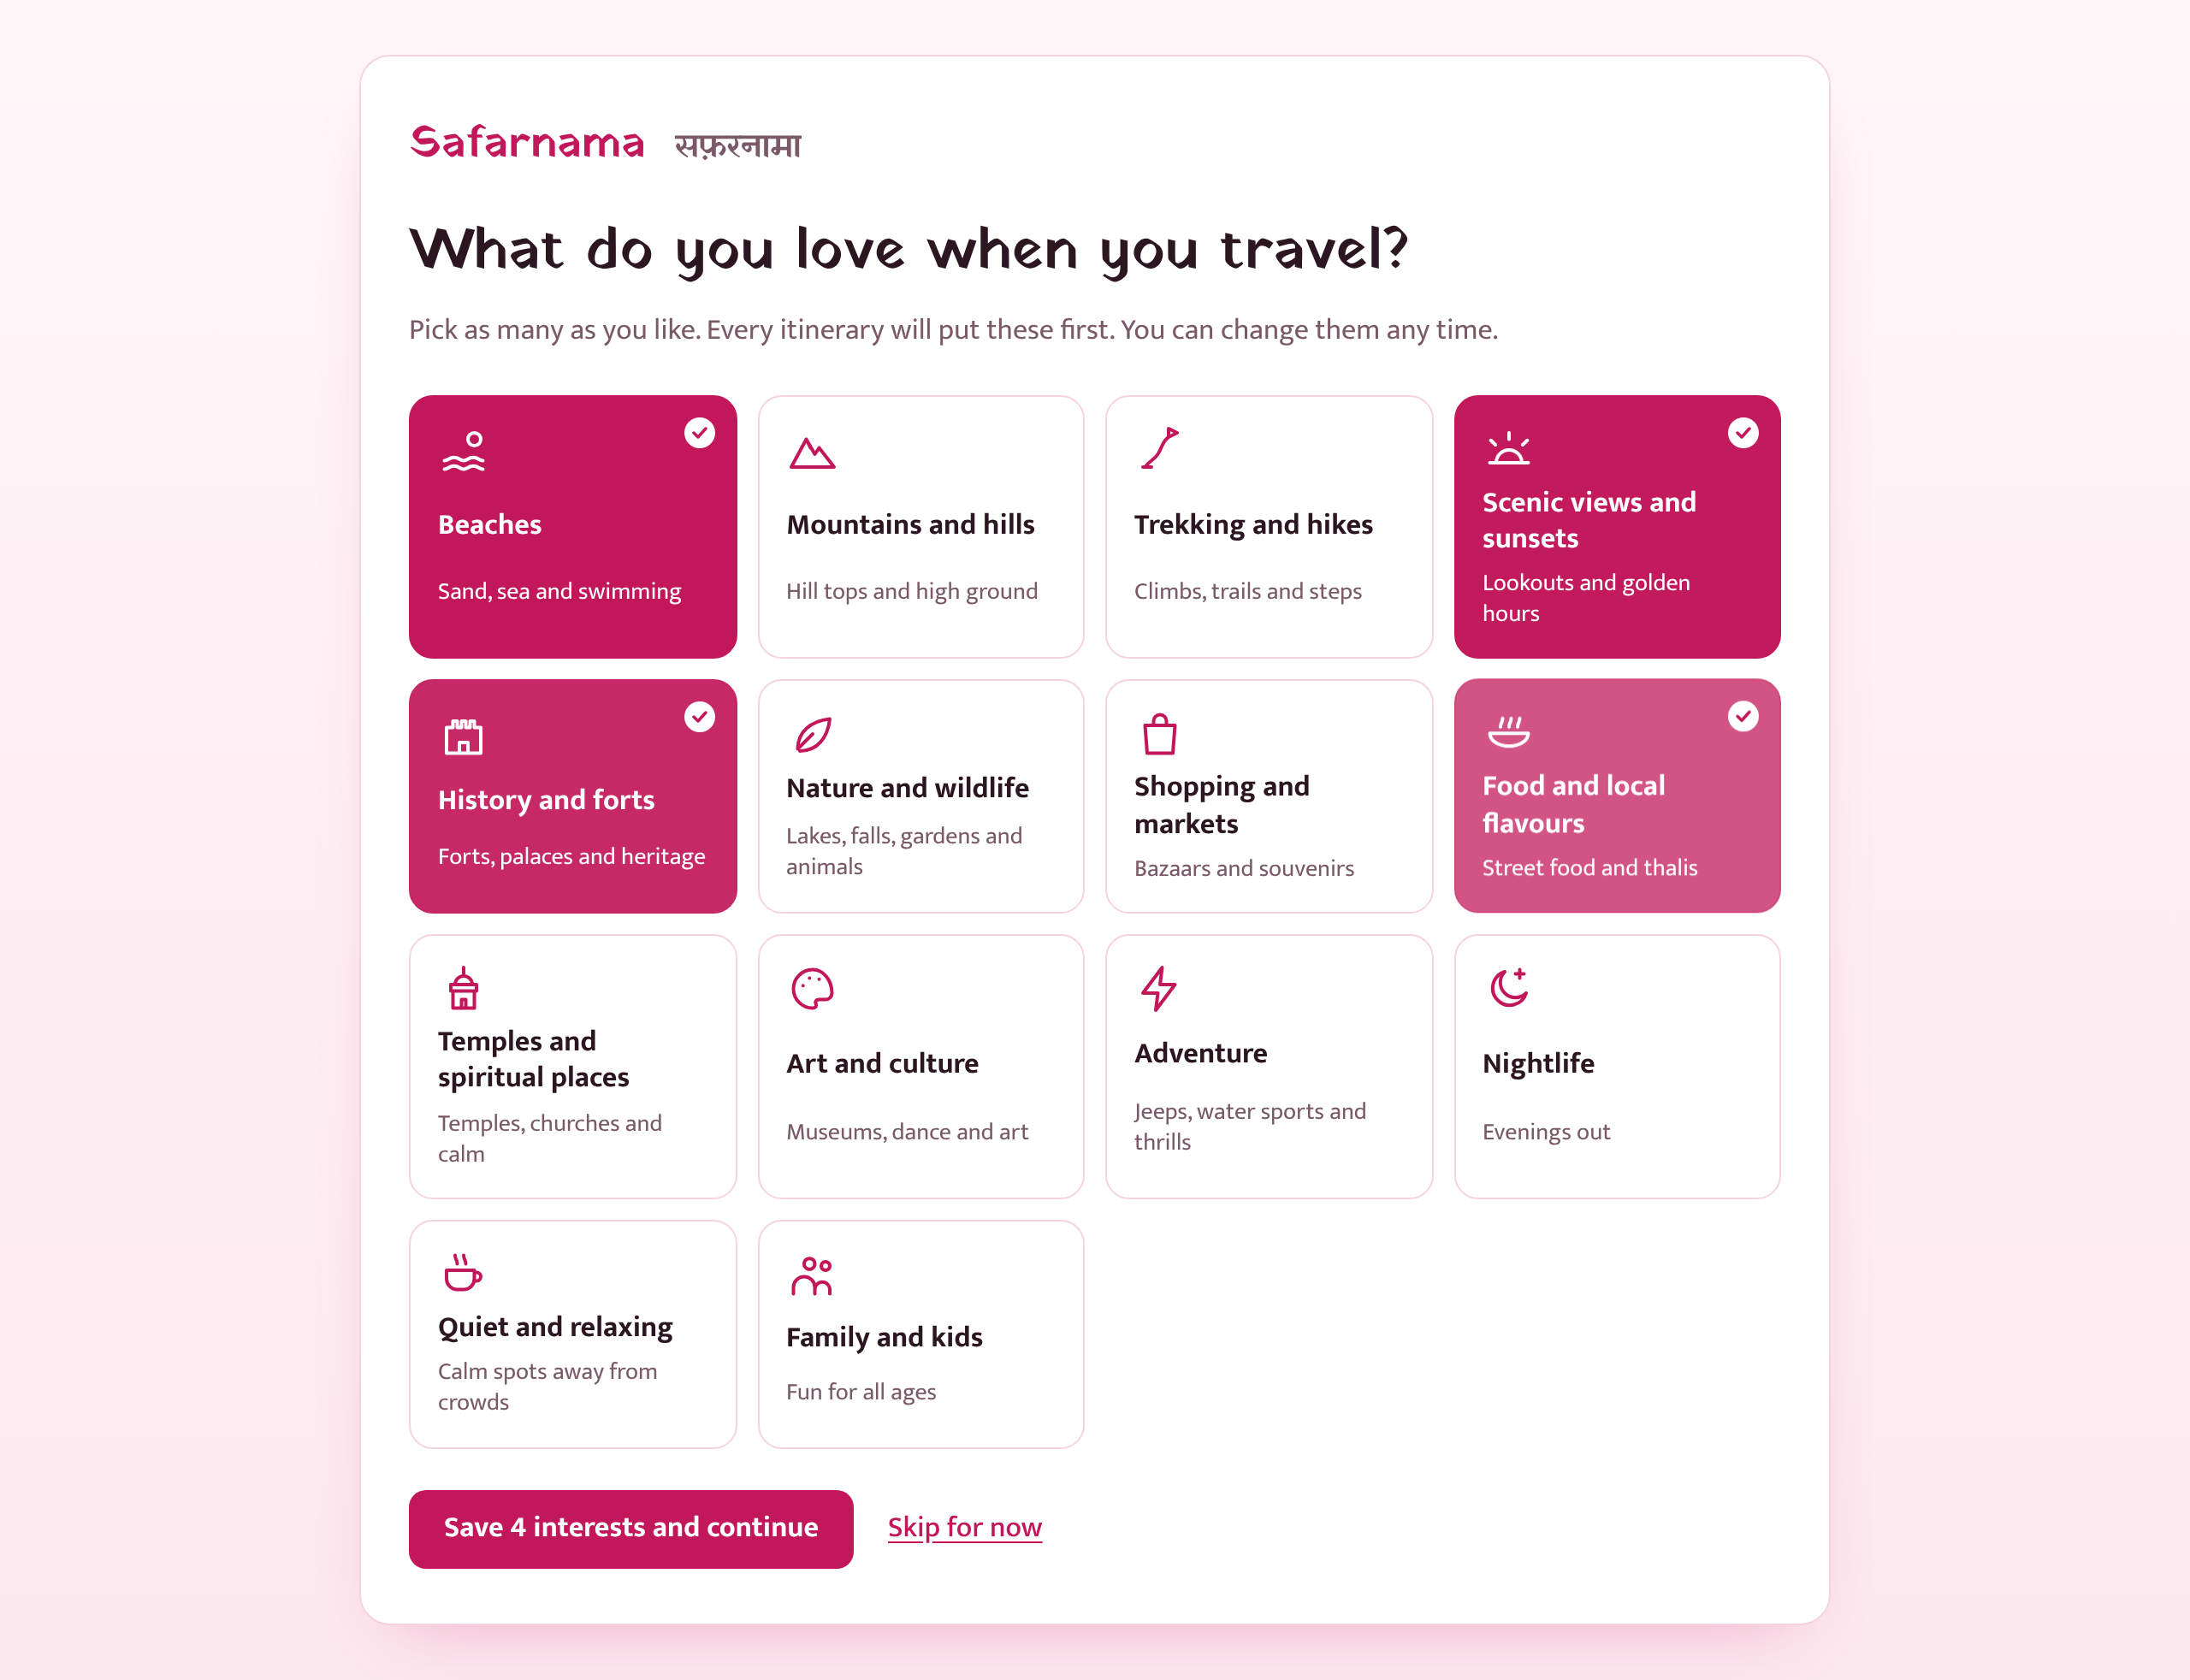 Safarnama सफ़रनामा
What do you love when you travel?
Pick as many as you like. Every itinerary will put these first. You can change them any time.
Beaches
Sand, sea and swimming
Mountains and hills
Hill tops and high ground
Trekking and hikes
Climbs, trails and steps
Scenic views and
sunsets
Lookouts and golden
hours
History and forts
Forts, palaces and heritage
Nature and wildlife
Lakes, falls, gardens and
animals
Shopping and
markets
Bazaars and souvenirs
Food and local
flavours
Street food and thalis
Temples and
spiritual places
Temples, churches and
calm
Art and culture
Museums, dance and art
Adventure
Jeeps, water sports and
thrills
Nightlife
Evenings out
Quiet and relaxing
Calm spots away from
crowds
Family and kids
Fun for all ages
Save 4 interests and continue
Skip for now